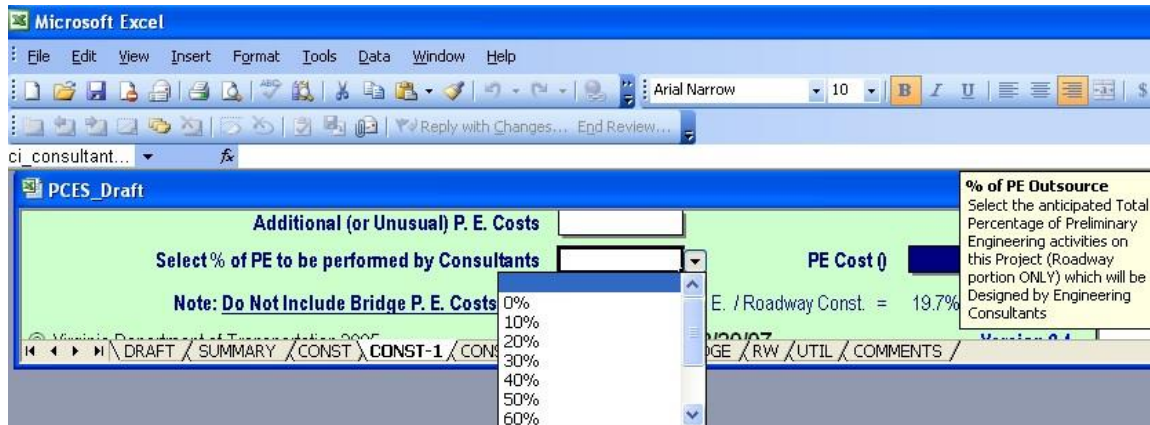 Microsoft Excel
File Edit View Insert Format Tools Data Window Help
Arial Narrow 10 B I U $
Reply with Changes... End Review...
ci_consultant... fx
PCES_Draft
Additional (or Unusual) P. E. Costs
Select % of PE to be performed by Consultants
PE Cost ()
Note: Do Not Include Bridge P. E. Costs
E. / Roadway Const. = 19.7%
DRAFT SUMMARY CONST CONST-1 RW UTIL COMMENTS
0%
10%
20%
30%
40%
50%
60%
% of PE Outsource
Select the anticipated Total
Percentage of Preliminary
Engineering activities on
this Project (Roadway
portion ONLY) which will be
Designed by Engineering
Consultants